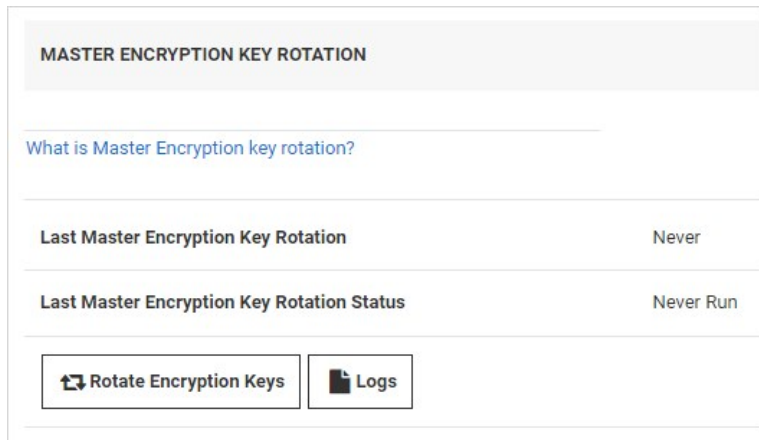 MASTER ENCRYPTION KEY ROTATION
What is Master Encryption key rotation?
Last Master Encryption Key Rotation Never
Last Master Encryption Key Rotation Status Never Run
Rotate Encryption Keys Logs